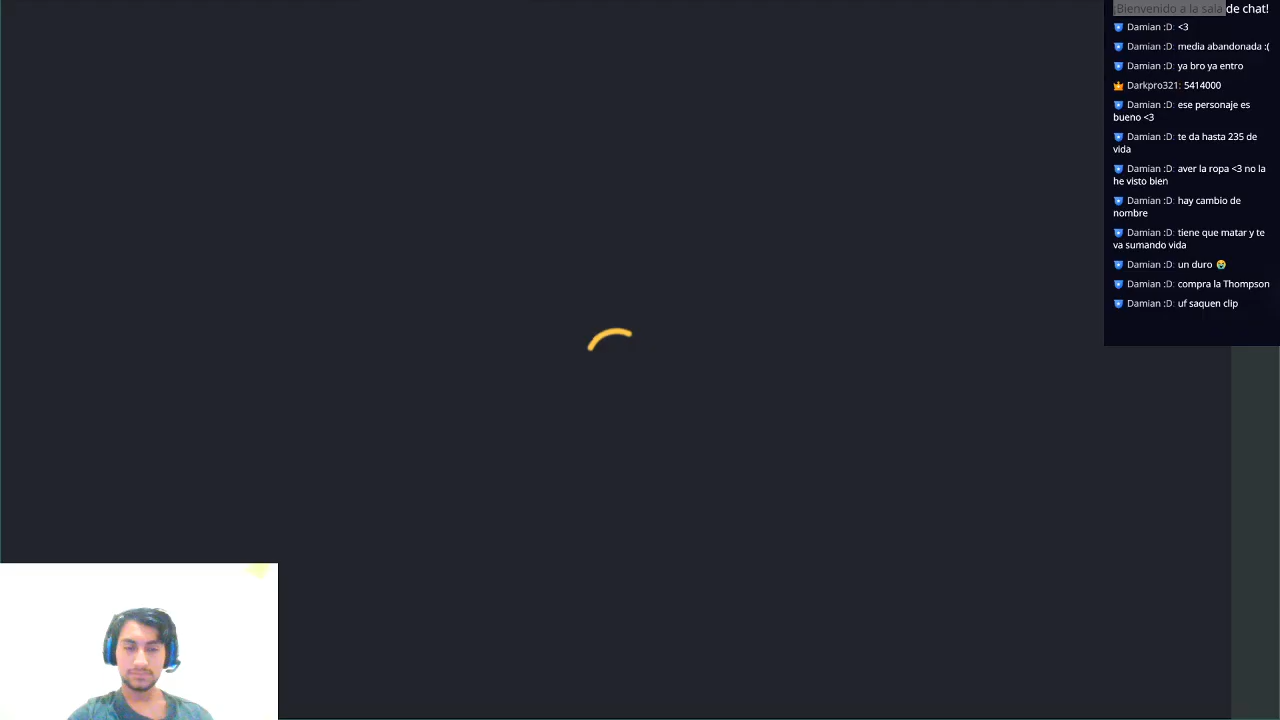 ¡Bienvenido a la sala de chat!
Damian :D: <3
Damian :D: media abandonada :(
Damian :D: ya bro ya entro
Darkpro321: 5414000
Damian :D: ese personaje es
bueno <3
Damian :D: te da hasta 235 de
vida
Damian :D: aver la ropa <3 no la
he visto bien
Damian :D: hay cambio de
nombre
Damian :D: tiene que matar y te
va sumando vida
Damian :D: un duro 😭
Damian :D: compra la Thompson
Damian :D: uf saquen clip